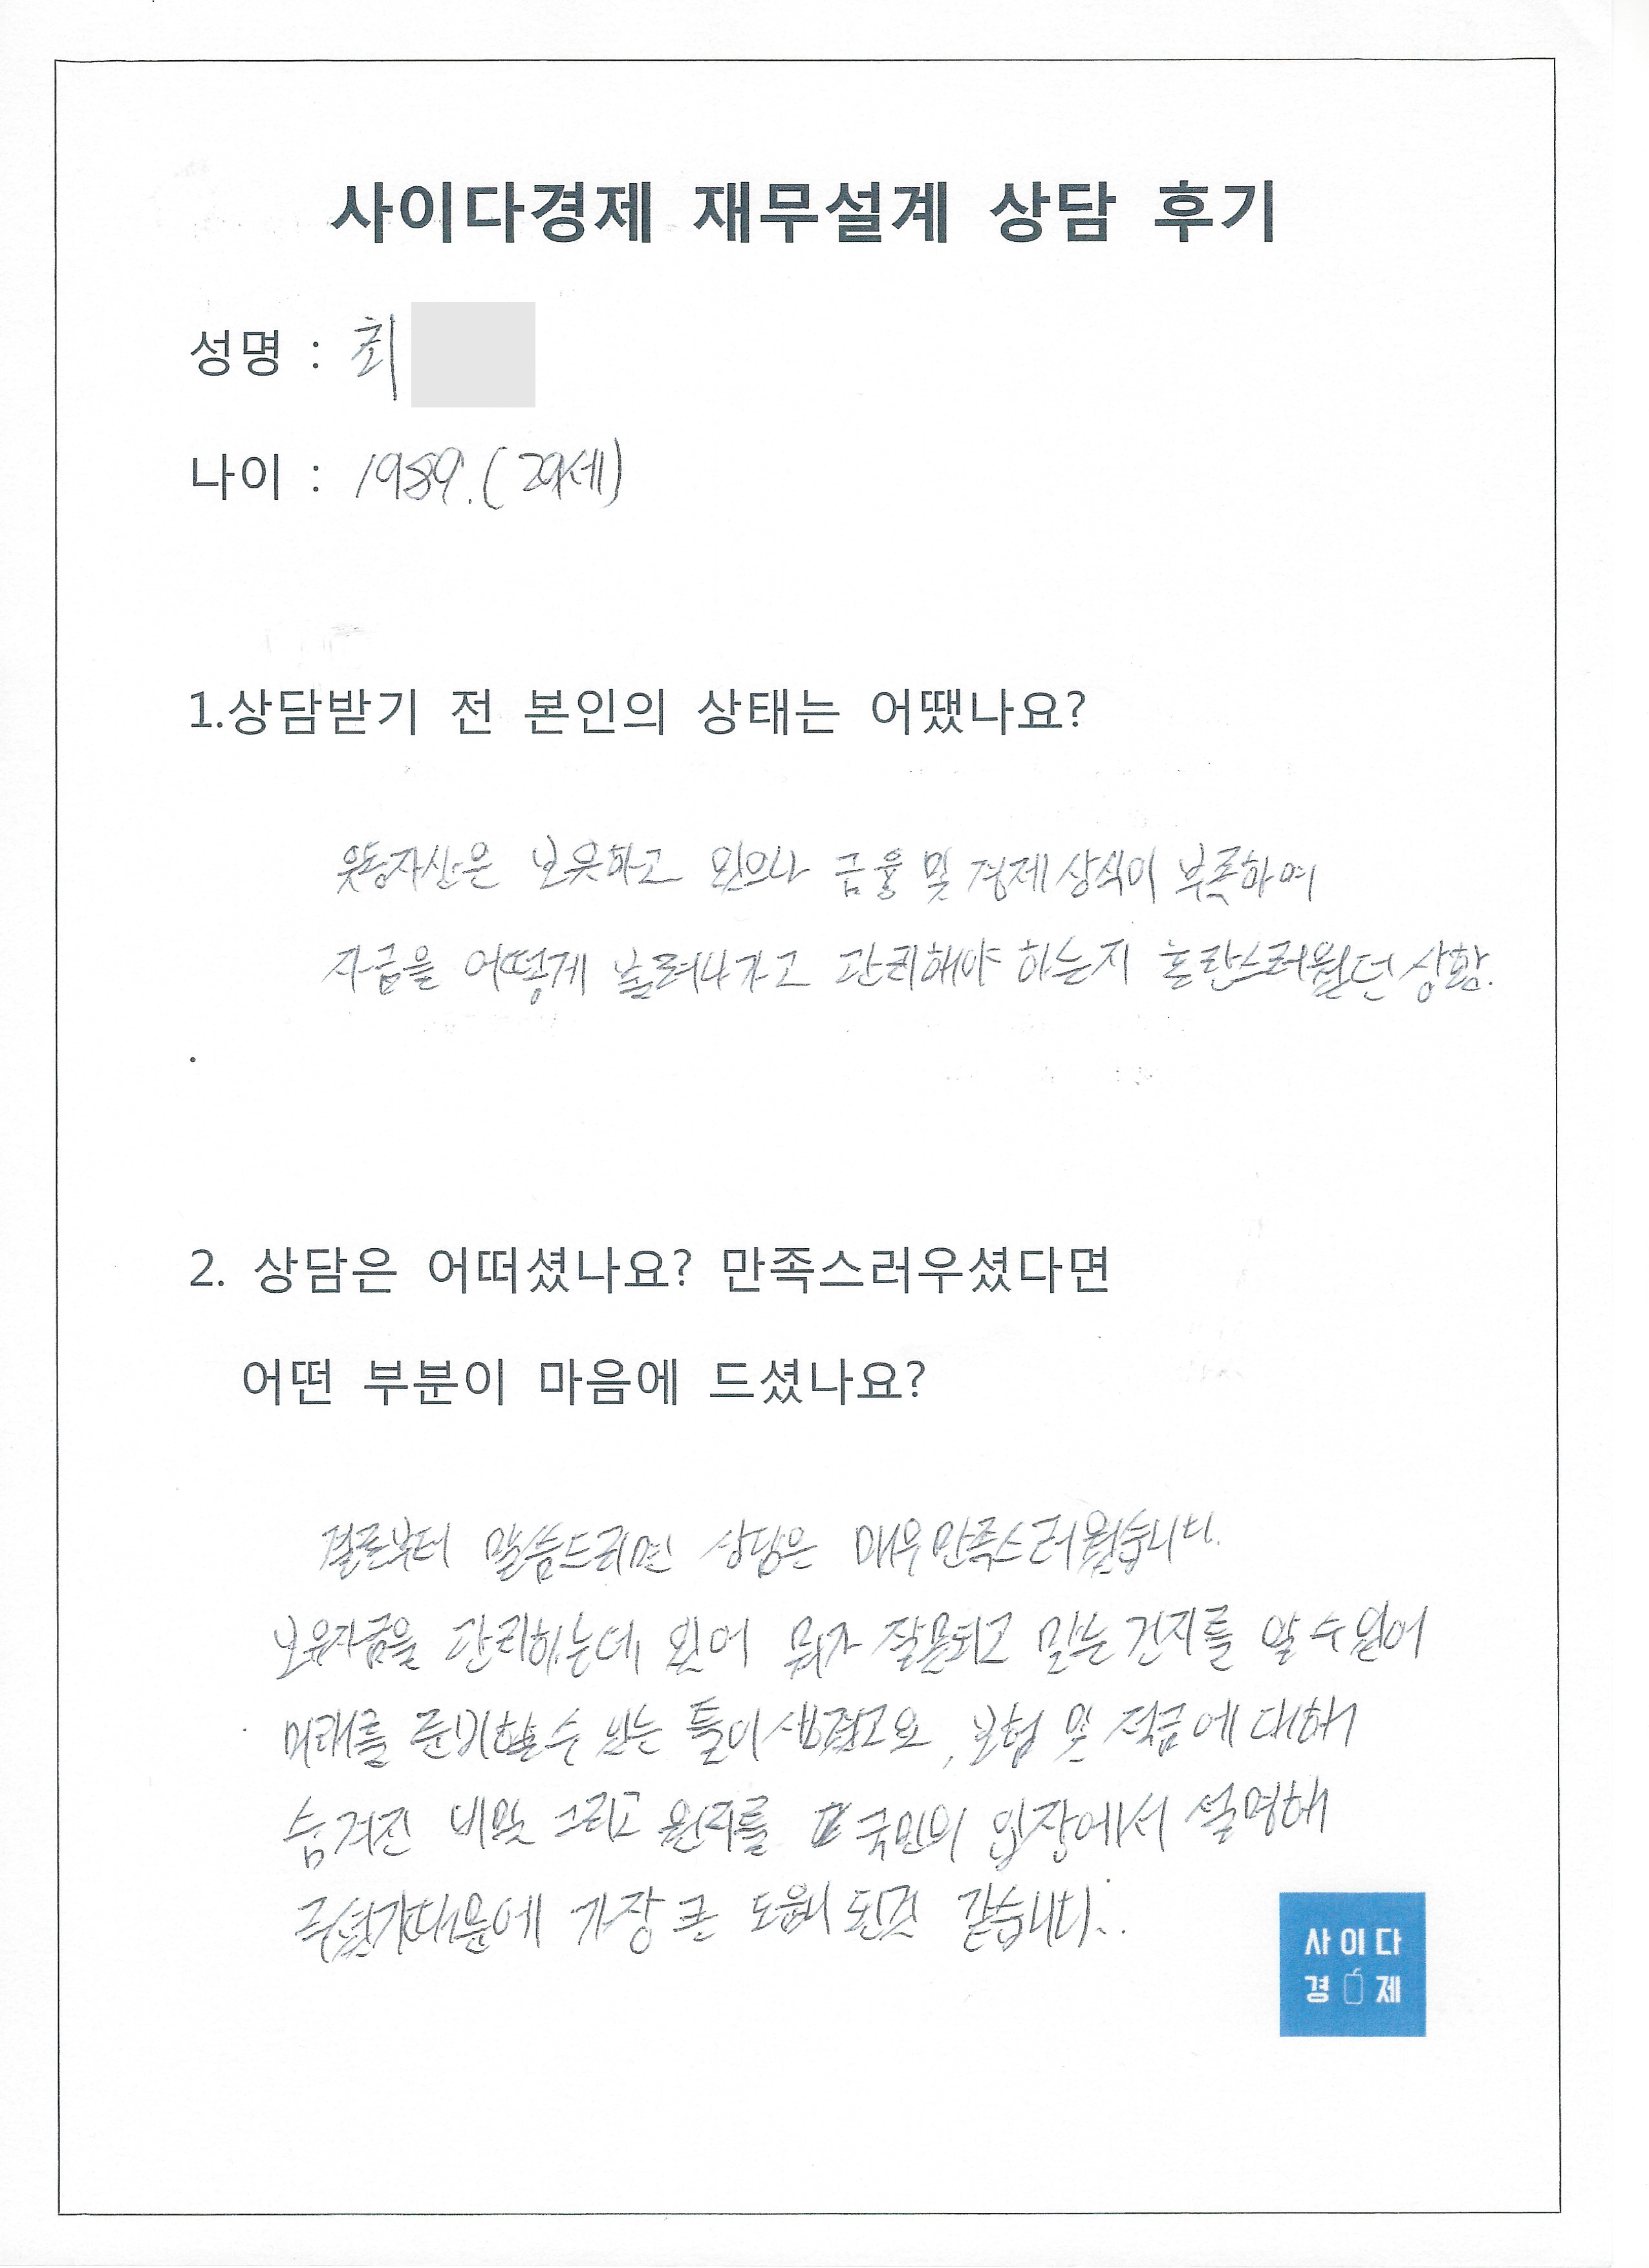 사이다경제 재무설계 상담 후기
성명 : 최
나이 : 1989. (29세)
1.상담받기 전 본인의 상태는 어땠나요?
유동자산은 보유하고 있으나 금융 및 경제 상식이 부족하여
자금을 어떻게 늘려나가고 관리해야 하는지 혼란스러웠던 상황.
2. 상담은 어떠셨나요? 만족스러우셨다면
어떤 부분이 마음에 드셨나요?
결론부터 말씀드리면 상담은 매우 만족스러웠습니다.
보유자금을 관리하는데 있어 뭐가 잘못되고 있는 건지를 알 수 있어
미래를 준비할 수 있는 틀이 생겼고요, 보험 및 적금에 대해
숨겨진 내막 그리고 원리를 국민의 입장에서 설명해
주셨기때문에 가장 큰 도움이 된것 같습니다.
사이다
경제